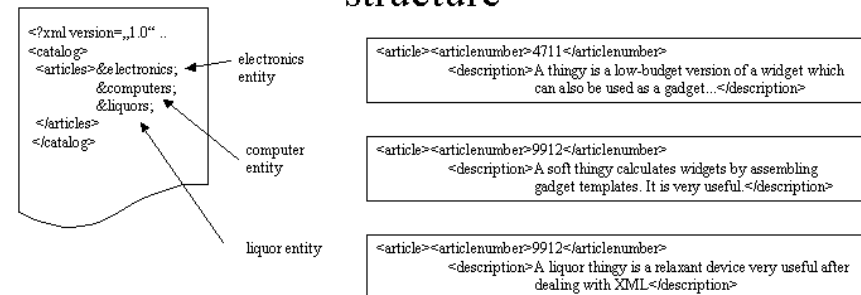 structure
<?xml version=„1.0“ ..
<catalog>
<articles>&electronics;
&computers;
&liquors;
</articles>
</catalog>
electronics
entity
computer
entity
liquor entity
<article><articlenumber>4711</articlenumber>
<description>A thingy is a low-budget version of a widget which
can also be used as a gadget...</description>
<article><articlenumber>9912</articlenumber>
<description>A soft thingy calculates widgets by assembling
gadget templates. It is very useful.</description>
<article><articlenumber>9912</articlenumber>
<description>A liquor thingy is a relaxant device very useful after
dealing with XML</description>